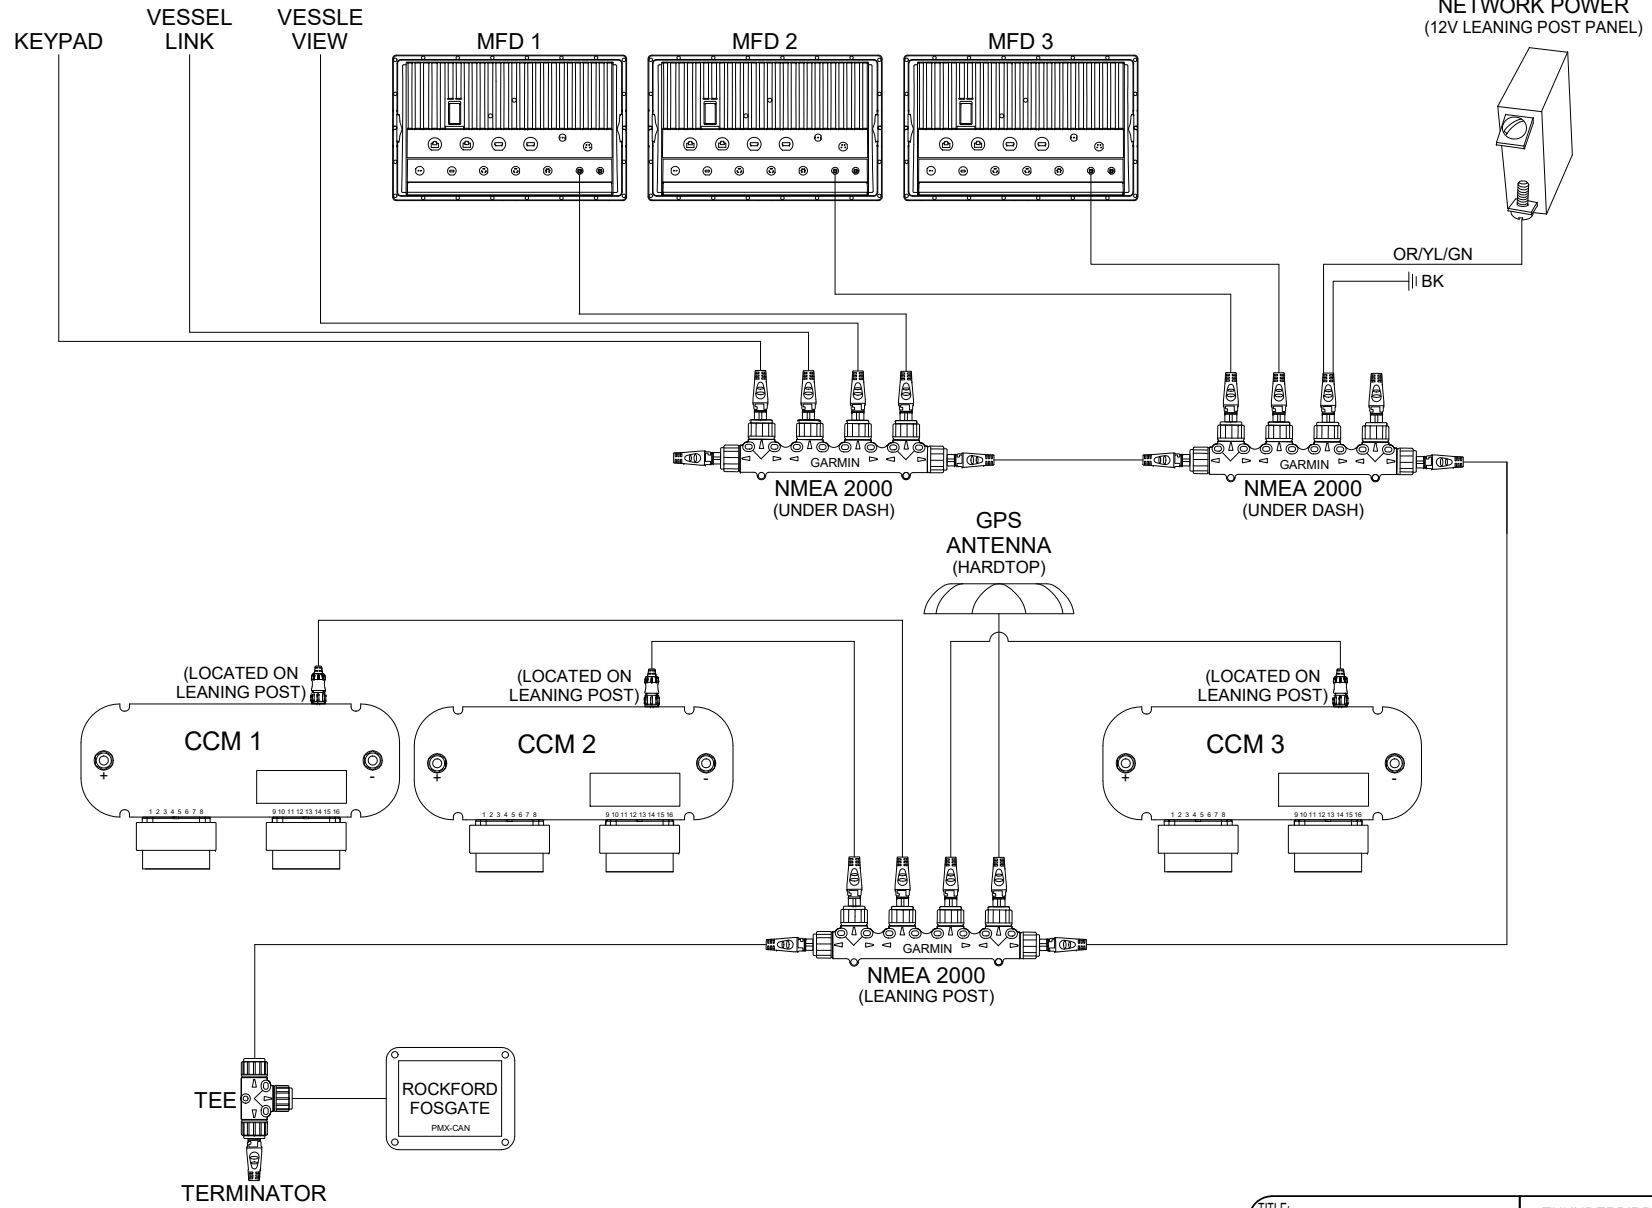 KEYPAD
VESSEL
LINK
VESSLE
VIEW
MFD 1
MFD 2
MFD 3
NETWORK POWER
(12V LEANING POST PANEL)
OR/YL/GN
BK
GARMIN
NMEA 2000
(UNDER DASH)
GARMIN
NMEA 2000
(UNDER DASH)
GPS
ANTENNA
(HARDTOP)
(LOCATED ON
LEANING POST)
CCM 1
+
-
1 2 3 4 5 6 7 8
9 10 11 12 13 14 15 16
(LOCATED ON
LEANING POST)
CCM 2
+
-
1 2 3 4 5 6 7 8
9 10 11 12 13 14 15 16
(LOCATED ON
LEANING POST)
CCM 3
+
-
1 2 3 4 5 6 7 8
9 10 11 12 13 14 15 16
GARMIN
NMEA 2000
(LEANING POST)
TEE
ROCKFORD
FOSGATE
PMX-CAN
TERMINATOR
TITLE: